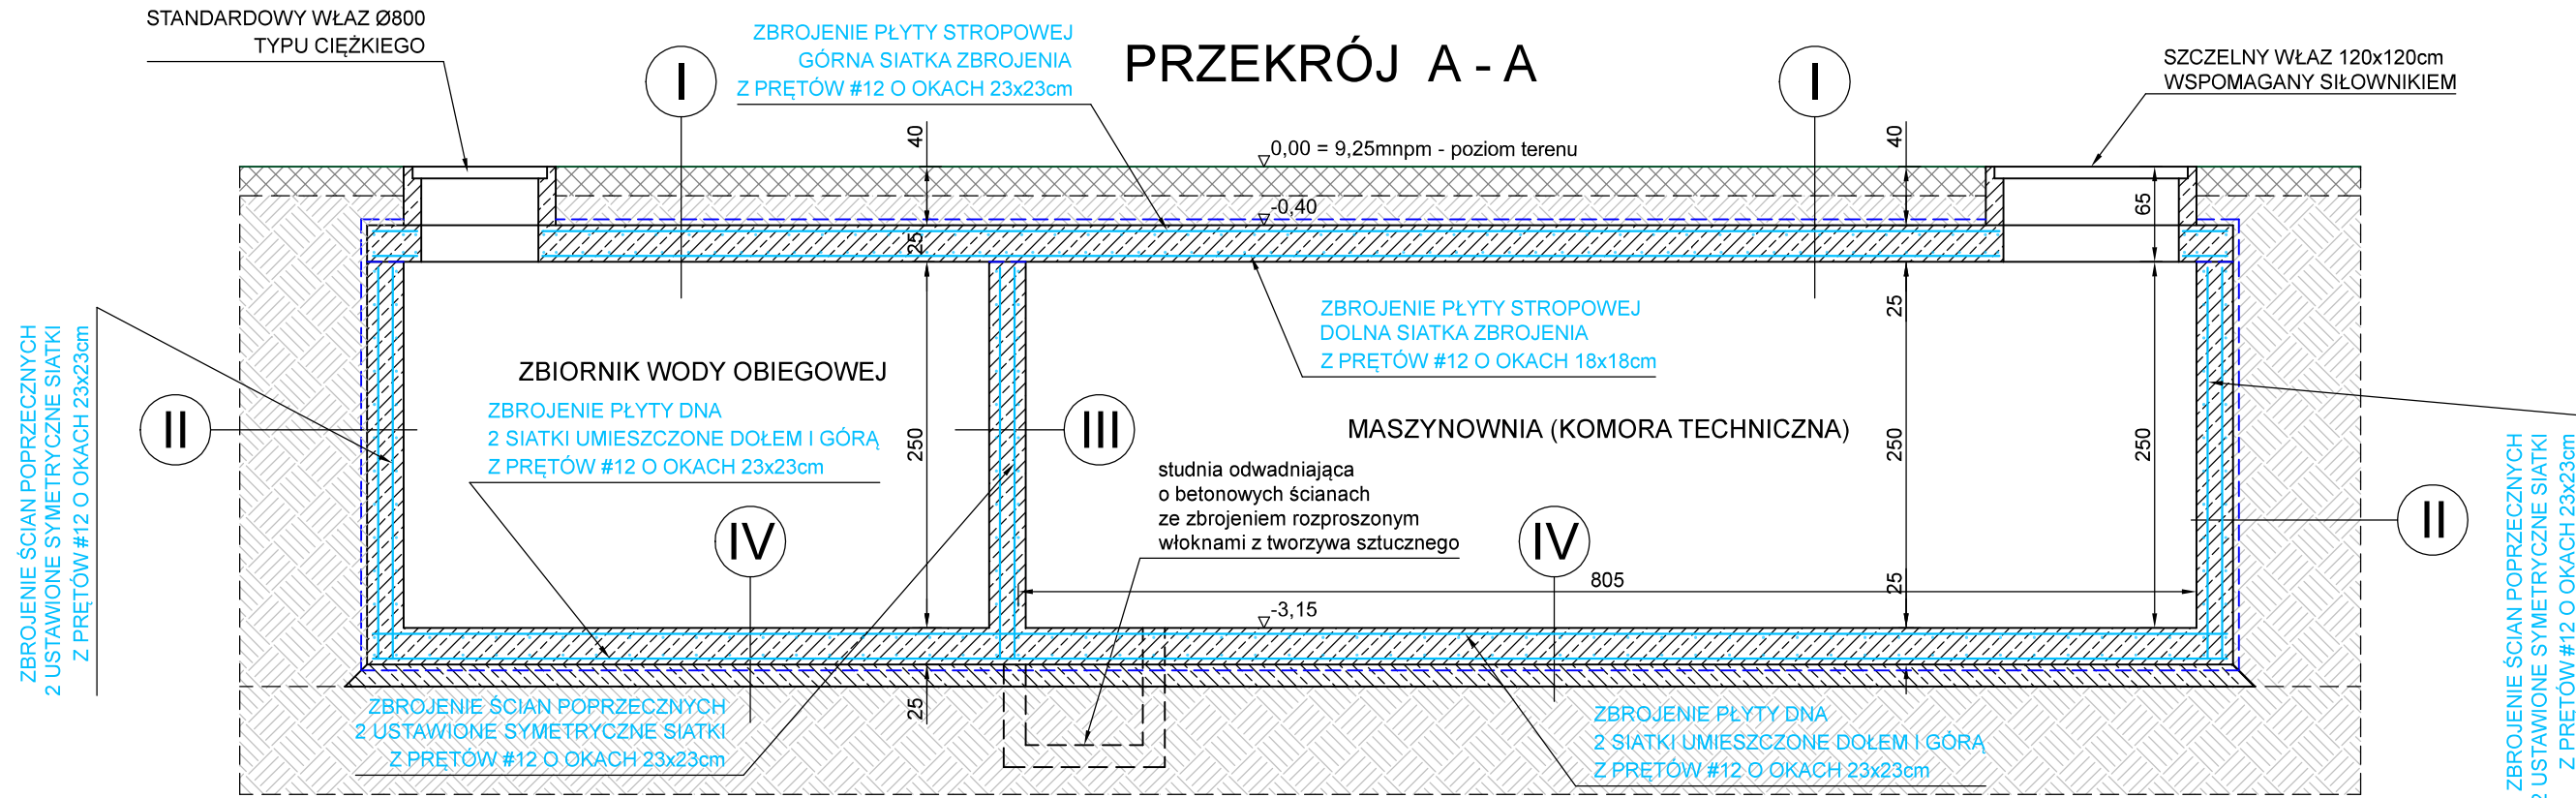 STANDARDOWY WŁAZ Ø800
TYPU CIĘŻKIEGO
ZBROJENIE PŁYTY STROPOWEJ
GÓRNA SIATKA ZBROJENIA
Z PRĘTÓW #12 O OKACH 23x23cm
PRZEKRÓJ A - A
SZCZELNY WŁAZ 120x120cm
WSPOMAGANY SIŁOWNIKIEM
I
I
40
40
0,00 = 9,25mnpm - poziom terenu
-0,40
65
25
25
ZBROJENIE PŁYTY STROPOWEJ
DOLNA SIATKA ZBROJENIA
Z PRĘTÓW #12 O OKACH 18x18cm
ZBROJENIE ŚCIAN POPRZECZNYCH
2 USTAWIONE SYMETRYCZNE SIATKI
Z PRĘTÓW #12 O OKACH 23x23cm
ZBIORNIK WODY OBIEGOWEJ
ZBROJENIE PŁYTY DNA
2 SIATKI UMIESZCZONE DOŁEM I GÓRĄ
Z PRĘTÓW #12 O OKACH 23x23cm
II
250
III
MASZYNOWNIA (KOMORA TECHNICZNA)
250
250
studnia odwadniająca
o betonowych ścianach
ze zbrojeniem rozproszonym
włoknami z tworzywa sztucznego
IV
IV
II
805
25
-3,15
ZBROJENIE ŚCIAN POPRZECZNYCH
2 USTAWIONE SYMETRYCZNE SIATKI
Z PRĘTÓW #12 O OKACH 23x23cm
ZBROJENIE ŚCIAN POPRZECZNYCH
2 USTAWIONE SYMETRYCZNE SIATKI
Z PRĘTÓW #12 O OKACH 23x23cm
25
ZBROJENIE PŁYTY DNA
2 SIATKI UMIESZCZONE DOŁEM I GÓRĄ
Z PRĘTÓW #12 O OKACH 23x23cm